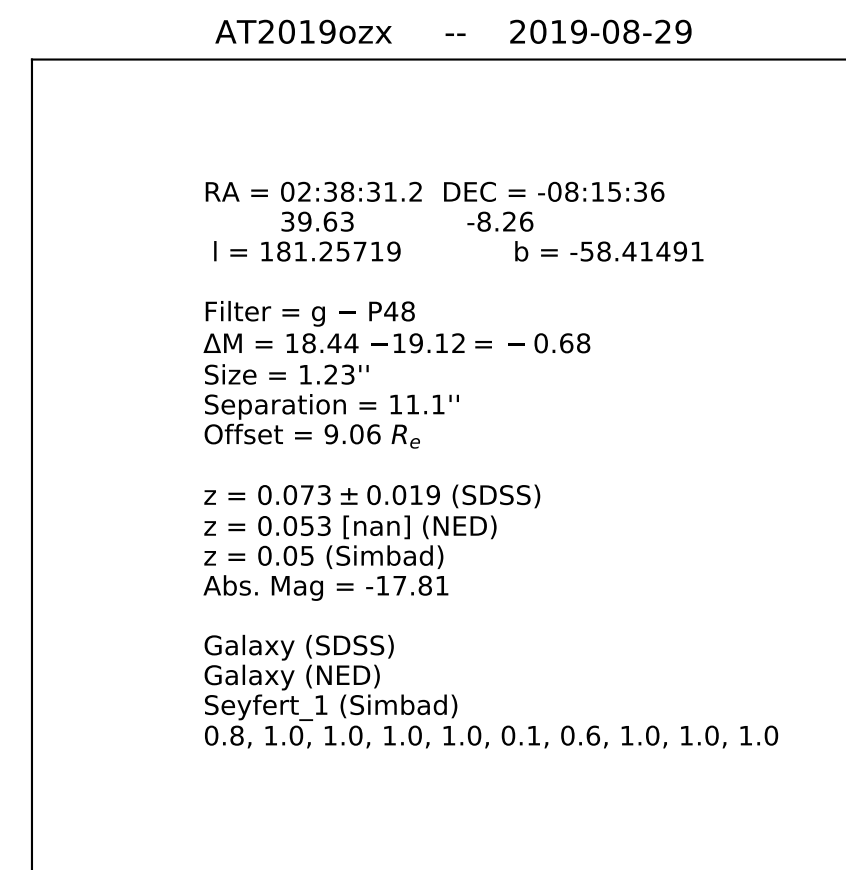 AT2019ozx -- 2019-08-29
RA = 02:38:31.2 DEC = -08:15:36
39.63 -8.26
l = 181.25719 b = -58.41491
Filter = g − P48
ΔM = 18.44 −19.12 = − 0.68
Size = 1.23''
Separation = 11.1''
Offset = 9.06 Rₑ
z = 0.073 ± 0.019 (SDSS)
z = 0.053 [nan] (NED)
z = 0.05 (Simbad)
Abs. Mag = -17.81
Galaxy (SDSS)
Galaxy (NED)
Seyfert_1 (Simbad)
0.8, 1.0, 1.0, 1.0, 1.0, 0.1, 0.6, 1.0, 1.0, 1.0